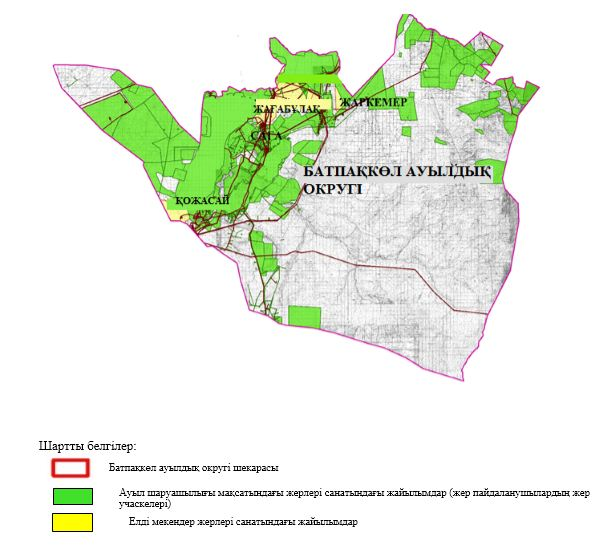 ЖАҒАБҰЛАҚ
ЖАРКЕМЕР
САҒА
БАТПАҚКӨЛ АУЫЛДЫҚ
ОКРУГІ
ҚОЖАСАЙ
Шартты белгілер:
Батпақкөл ауылдық округі шекарасы
Ауыл шаруашылығы мақсатындағы жерлері санатындағы жайылымдар (жер пайдаланушылардың жер
учаскелері)
Елді мекендер жерлері санатындағы жайылымдар